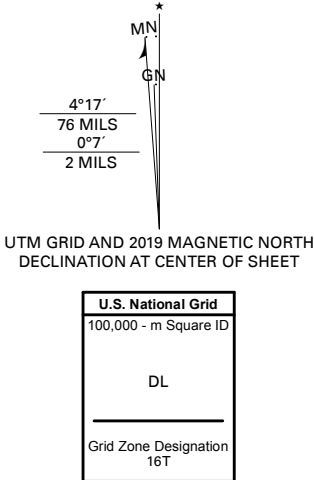 ★
MN
GN
4°17´
76 MILS
0°7´
2 MILS
UTM GRID AND 2019 MAGNETIC NORTH
DECLINATION AT CENTER OF SHEET
U.S. National Grid
100,000 - m Square ID
DL
Grid Zone Designation
16T